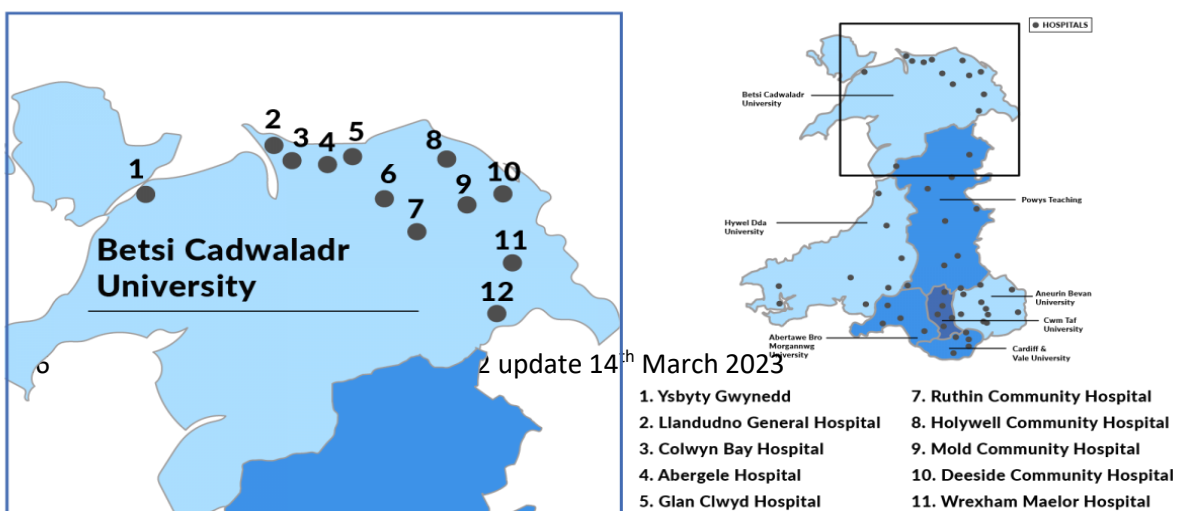 HOSPITALS
Betsi Cadwaladr
University
Powys Teaching
Hywel Dda
University
Aneurin Bevan
University
Cwm Taf
University
Abertawe Bro
Morgannwg
University
Cardiff &
Vale University
1
2
3
4
5
6
7
8
9
10
11
12
Betsi Cadwaladr
University
6
2 update 14th March 2023
1. Ysbyty Gwynedd
2. Llandudno General Hospital
3. Colwyn Bay Hospital
4. Abergele Hospital
5. Glan Clwyd Hospital
7. Ruthin Community Hospital
8. Holywell Community Hospital
9. Mold Community Hospital
10. Deeside Community Hospital
11. Wrexham Maelor Hospital